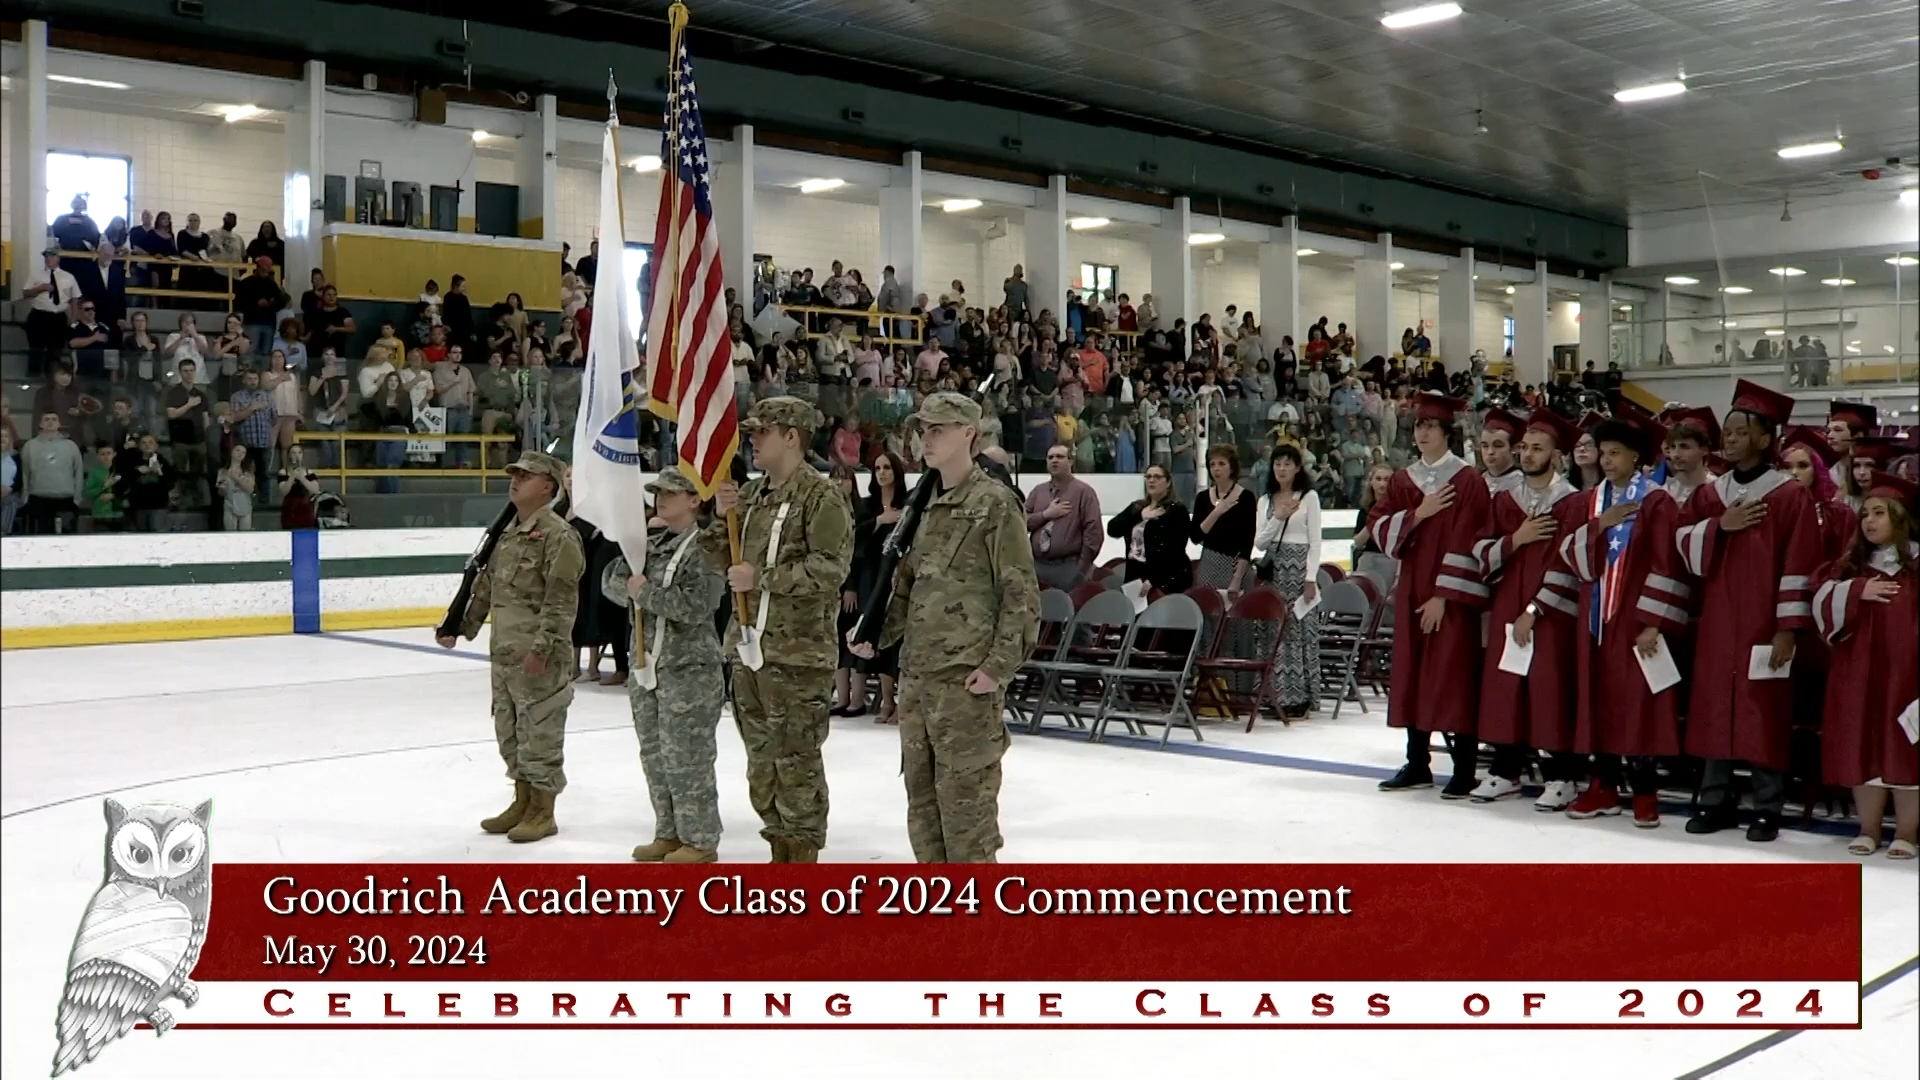 Goodrich Academy Class of 2024 Commencement
May 30, 2024
Celebrating the Class of 2024